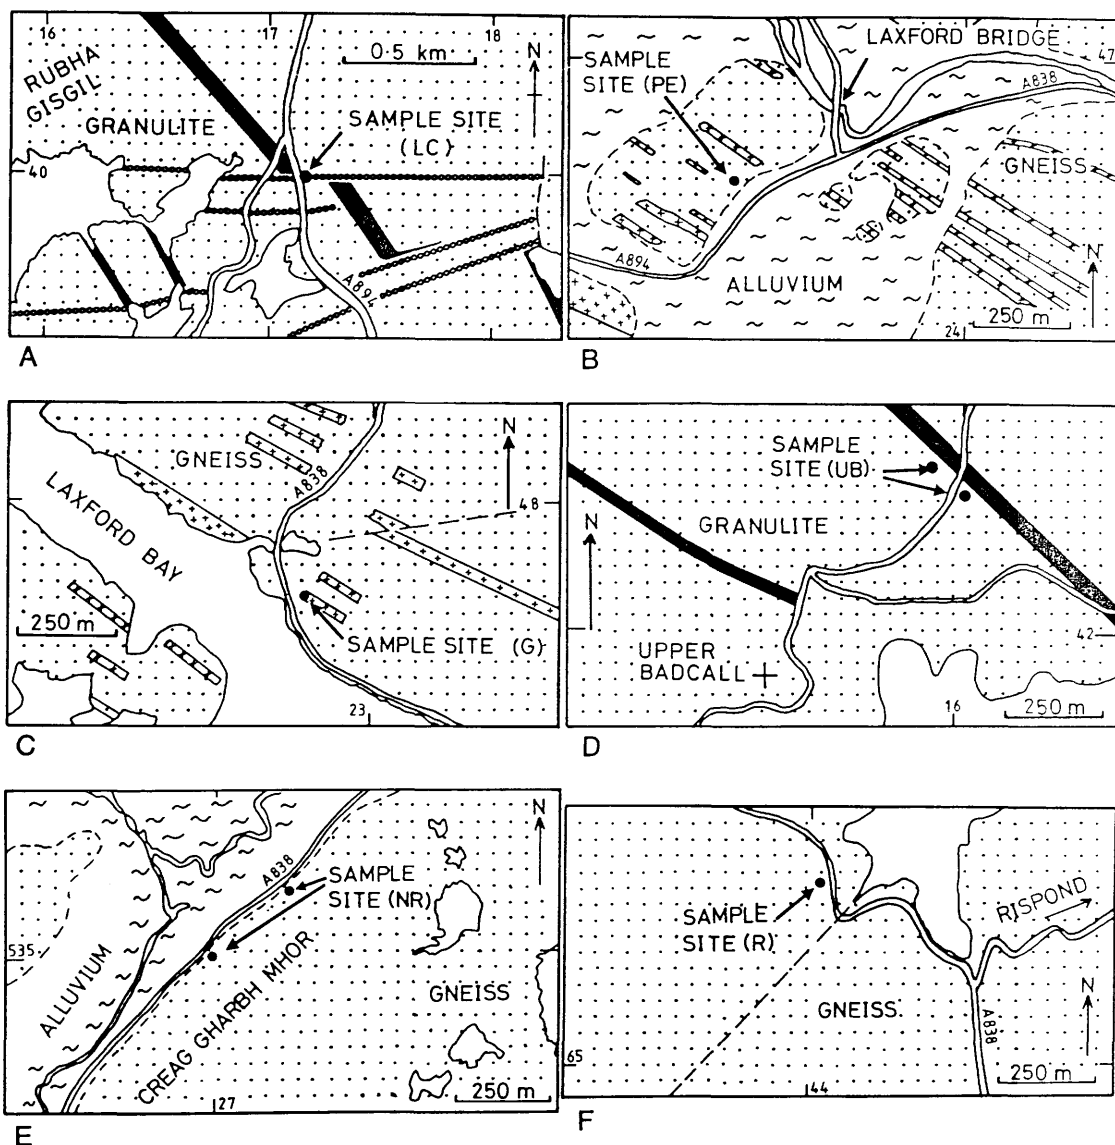 16
17
18
0·5 km
N
RUBHA
GISGIL
GRANULITE
SAMPLE SITE
(LC)
40
A894
A
SAMPLE
SITE (PE)
LAXFORD BRIDGE
47
A838
GNEISS
A894
ALLUVIUM
N
250 m
24
B
GNEISS
A838
N
48
LAXFORD BAY
250 m
SAMPLE SITE (G)
23
C
SAMPLE
SITE (UB)
N
GRANULITE
42
UPPER
BADCALL
16
250 m
D
N
A838
SAMPLE
SITE (NR)
535
ALLUVIUM
CREAG GHARBH MHOR
GNEISS
250 m
27
E
SAMPLE
SITE (R)
RISPOND
GNEISS.
N
A838
65
44
250 m
F